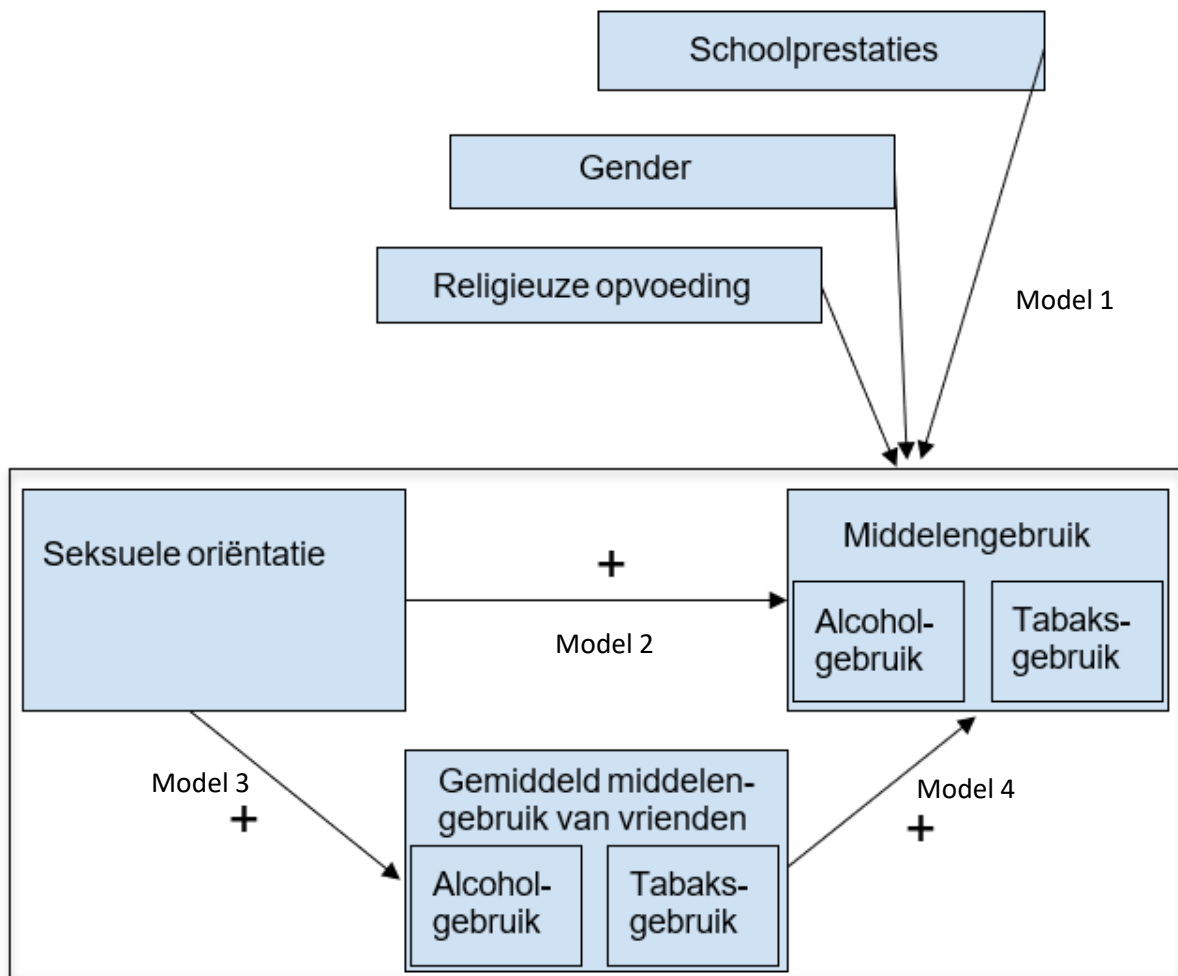 Schoolprestaties
Gender
Religieuze opvoeding
Model 1
Seksuele oriëntatie
+
Model 2
Middelengebruik
Alcohol-
gebruik
Tabaks-
gebruik
Model 3
+
Gemiddeld middelen-
gebruik van vrienden
Alcohol-
gebruik
Tabaks-
gebruik
Model 4
+